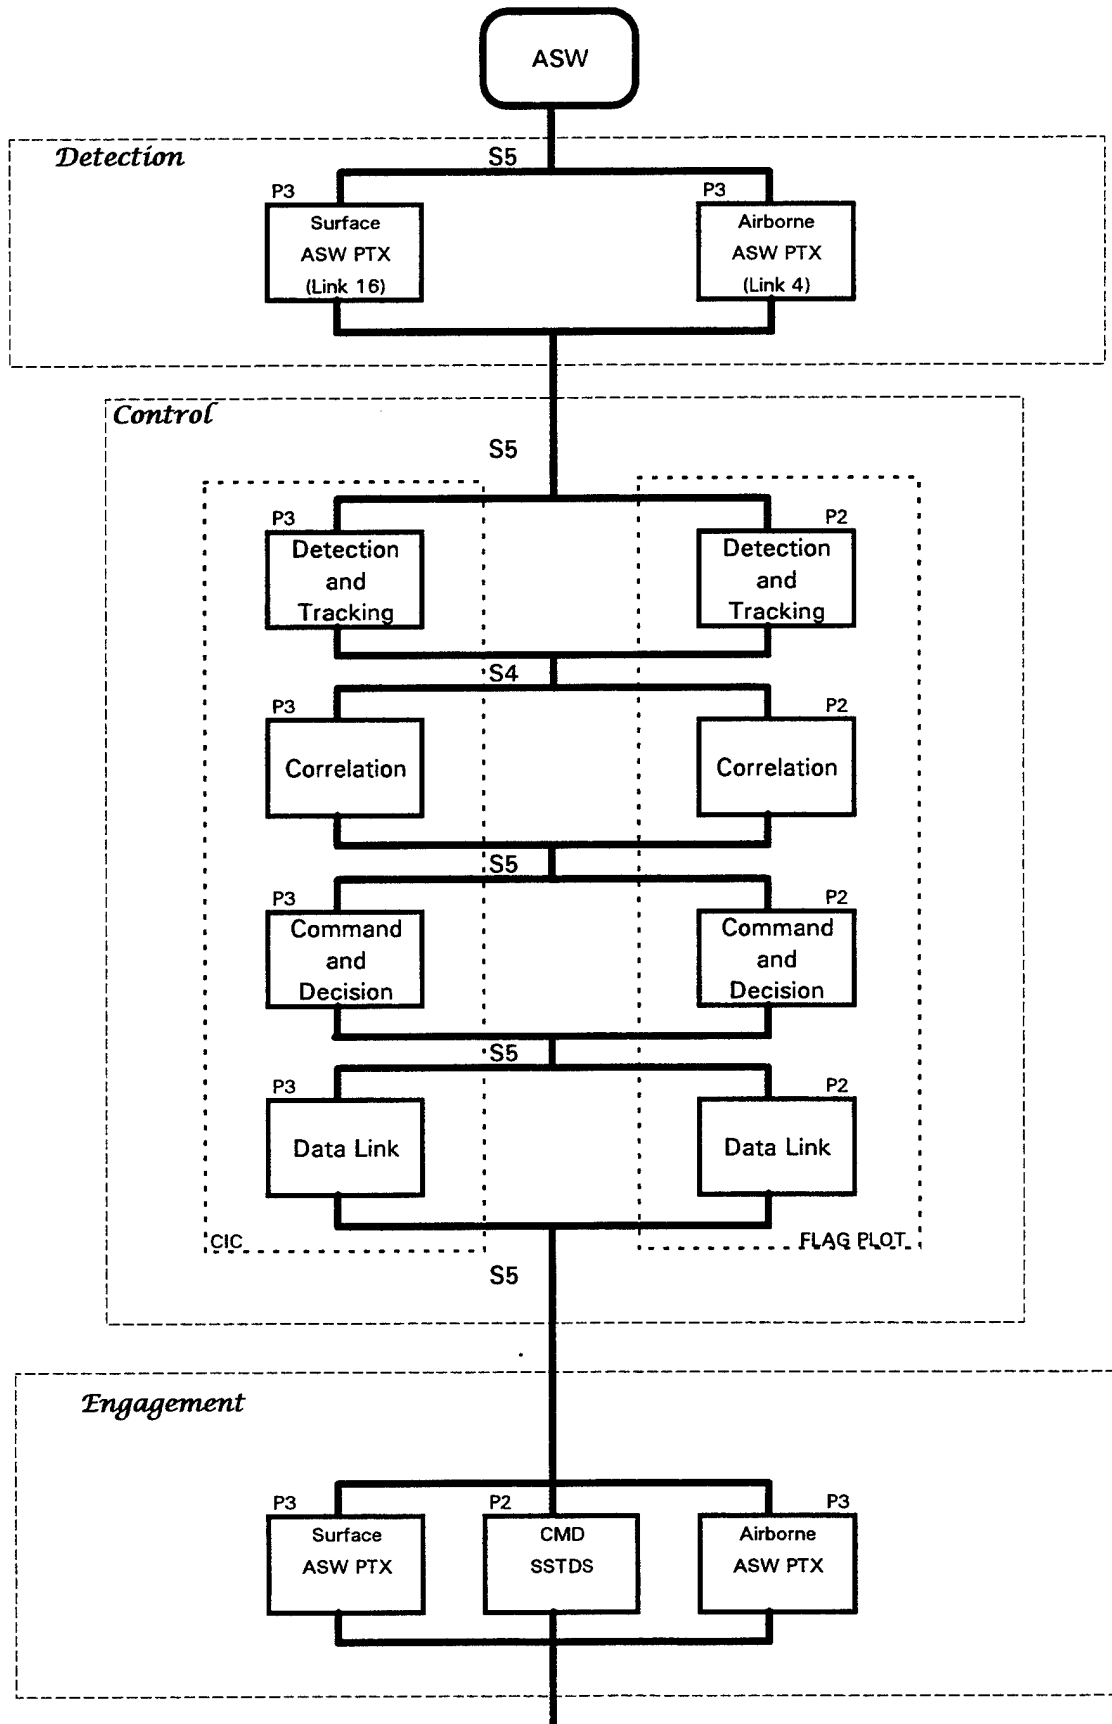 ASW
Detection
S5
P3
P3
Surface
ASW PTX
(Link 16)
Airborne
ASW PTX
(Link 4)
Control
S5
P3
P2
Detection
and
Tracking
Detection
and
Tracking
S4
P3
P2
Correlation
Correlation
S5
P3
P2
Command
and
Decision
Command
and
Decision
S5
P3
P2
Data Link
Data Link
CIC
FLAG PLOT
S5
Engagement
P3
P2
P3
Surface
ASW PTX
CMD
SSTDS
Airborne
ASW PTX